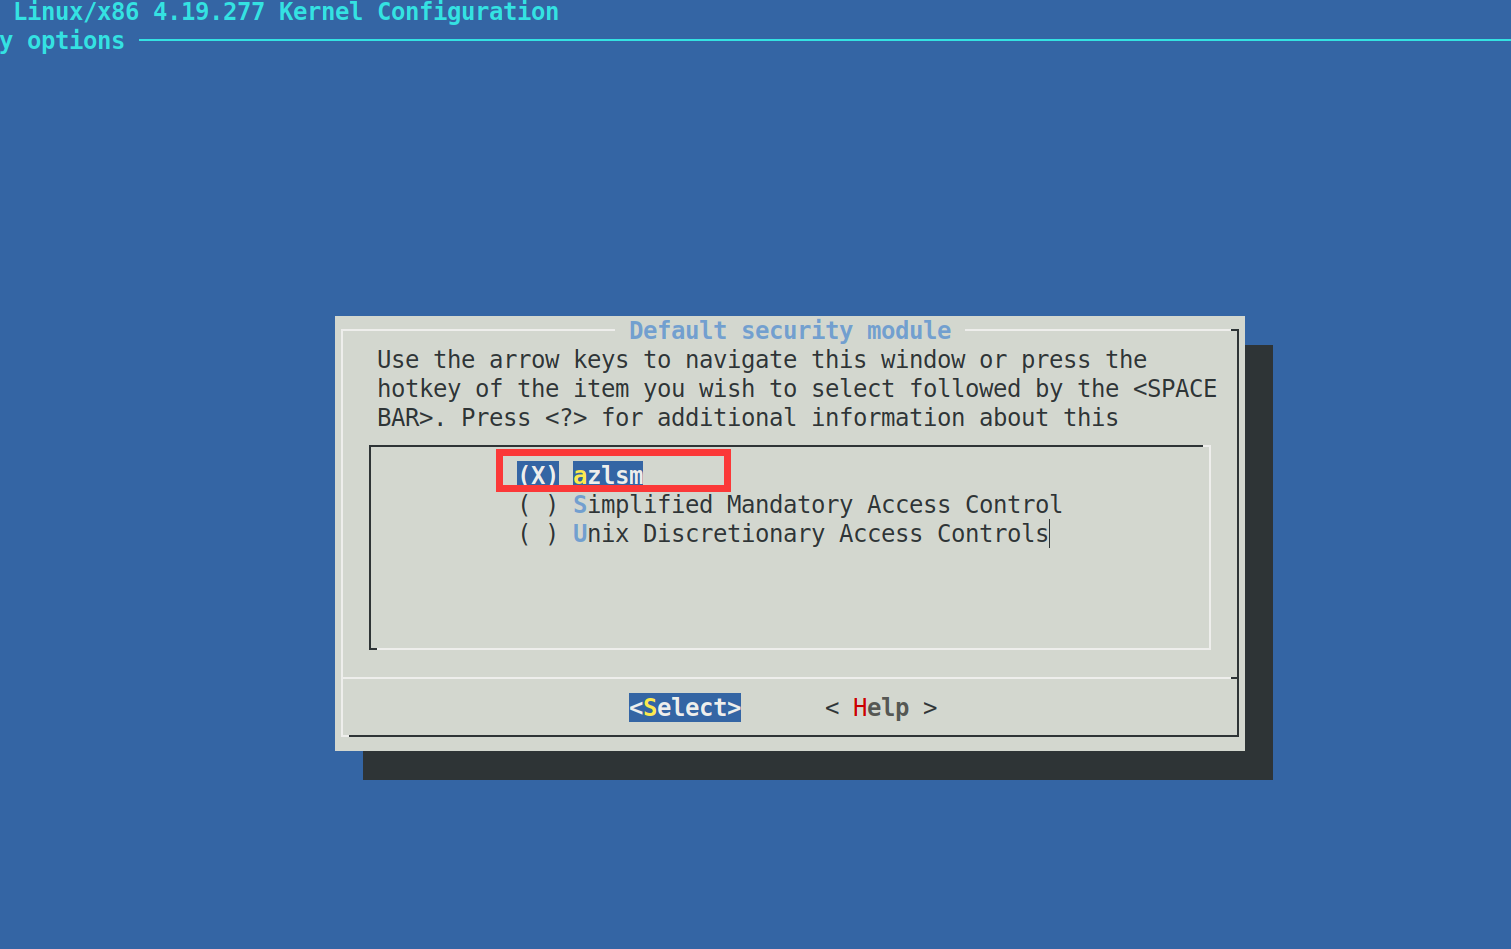 Linux/x86 4.19.277 Kernel Configuration
y options
Default security module
Use the arrow keys to navigate this window or press the
hotkey of the item you wish to select followed by the <SPACE
BAR>. Press <?> for additional information about this
(X) azlsm
( ) Simplified Mandatory Access Control
( ) Unix Discretionary Access Controls
<Select> < Help >